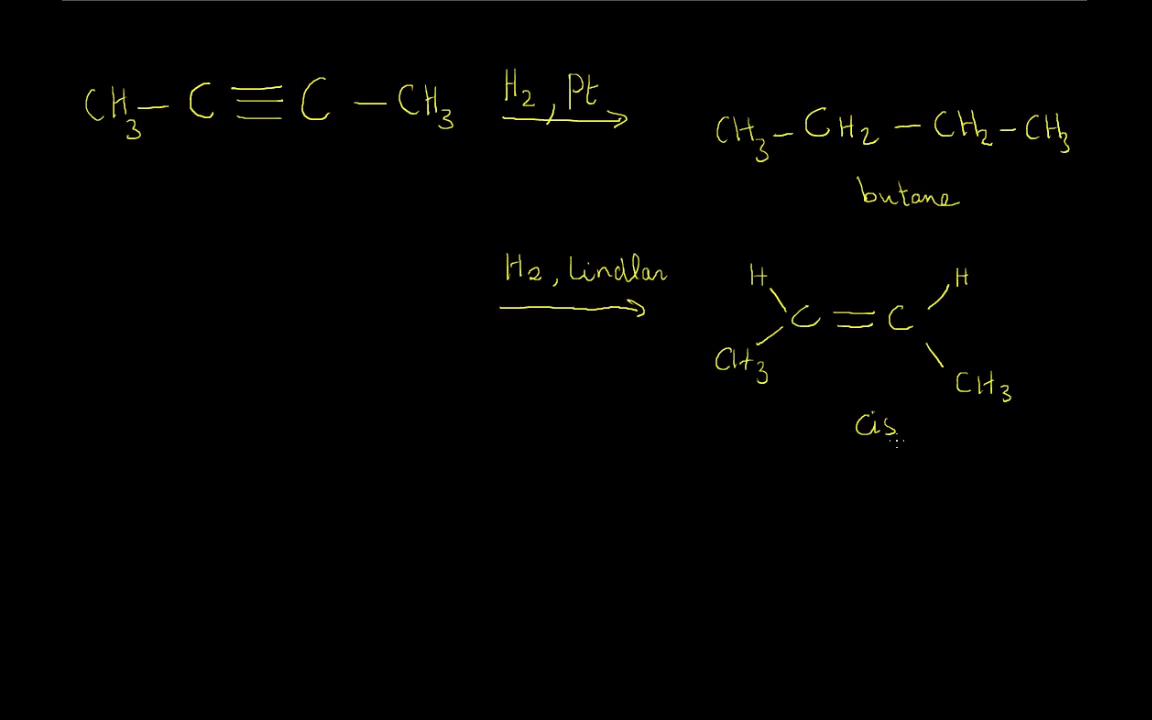 CH3 – C ≡ C – CH3 H2, Pt
CH3 – CH2 – CH2 – CH3
butane
H2, Lindlar
H H
C = C
CH3 CH3
Cis